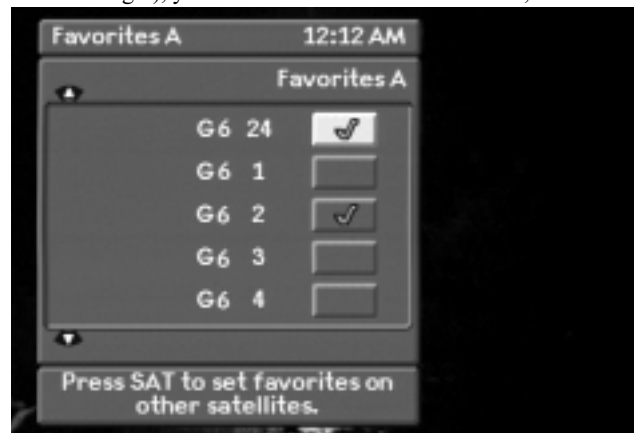 Favorites A 12:12 AM
Favorites A
G6 24
G6 1
G6 2
G6 3
G6 4
Press SAT to set favorites on
other satellites.